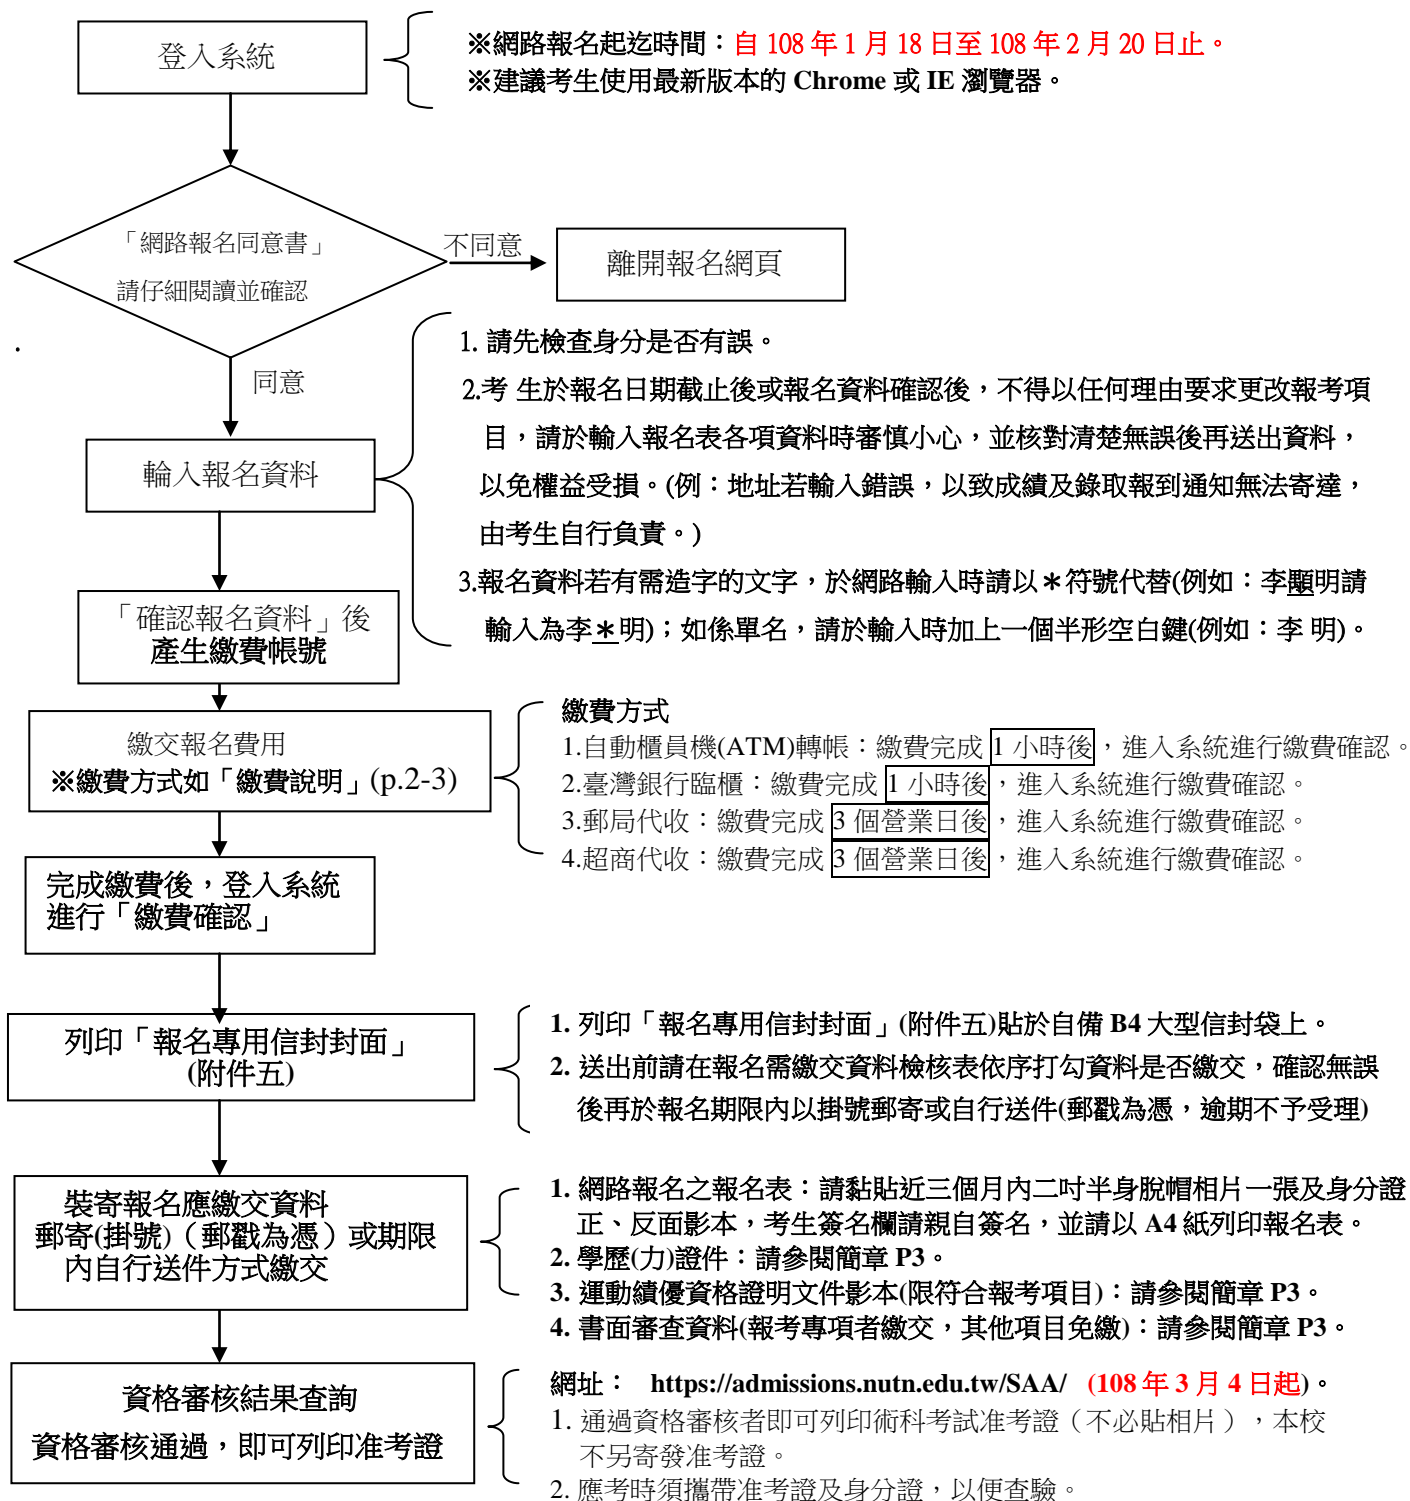 登入系統
※網路報名起迄時間：自 108 年 1 月 18 日至 108 年 2 月 20 日止。
※建議考生使用最新版本的 Chrome 或 IE 瀏覽器。
「網路報名同意書」
請仔細閱讀並確認
不同意
離開報名網頁
.
同意
輸入報名資料
1. 請先檢查身分是否有誤。
2.考 生於報名日期截止後或報名資料確認後，不得以任何理由要求更改報考項
目，請於輸入報名表各項資料時審慎小心，並核對清楚無誤後再送出資料，
以免權益受損。(例：地址若輸入錯誤，以致成績及錄取報到通知無法寄達，
由考生自行負責。)
3.報名資料若有需造字的文字，於網路輸入時請以＊符號代替(例如：李顯明請
輸入為李＊明)；如係單名，請於輸入時加上一個半形空白鍵(例如：李 明)。
「確認報名資料」後
產生繳費帳號
繳交報名費用
※繳費方式如「繳費說明」(p.2-3)
繳費方式
1.自動櫃員機(ATM)轉帳：繳費完成 1 小時後，進入系統進行繳費確認。
2.臺灣銀行臨櫃：繳費完成 1 小時後，進入系統進行繳費確認。
3.郵局代收：繳費完成 3 個營業日後，進入系統進行繳費確認。
4.超商代收：繳費完成 3 個營業日後，進入系統進行繳費確認。
完成繳費後，登入系統
進行「繳費確認」
列印「報名專用信封封面」
(附件五)
1. 列印「報名專用信封封面」(附件五)貼於自備 B4 大型信封袋上。
2. 送出前請在報名需繳交資料檢核表依序打勾資料是否繳交，確認無誤
後再於報名期限內以掛號郵寄或自行送件(郵戳為憑，逾期不予受理)
裝寄報名應繳交資料
郵寄(掛號)（郵戳為憑）或期限
內自行送件方式繳交
1. 網路報名之報名表：請黏貼近三個月內二吋半身脫帽相片一張及身分證
正、反面影本，考生簽名欄請親自簽名，並請以 A4 紙列印報名表。
2. 學歷(力)證件：請參閱簡章 P3。
3. 運動績優資格證明文件影本(限符合報考項目)：請參閱簡章 P3。
4. 書面審查資料(報考專項者繳交，其他項目免繳)：請參閱簡章 P3。
資格審核結果查詢
資格審核通過，即可列印准考證
網址： https://admissions.nutn.edu.tw/SAA/ (108 年 3 月 4 日起)。
1. 通過資格審核者即可列印術科考試准考證（不必貼相片），本校
不另寄發准考證。
2. 應考時須攜帶准考證及身分證，以便查驗。